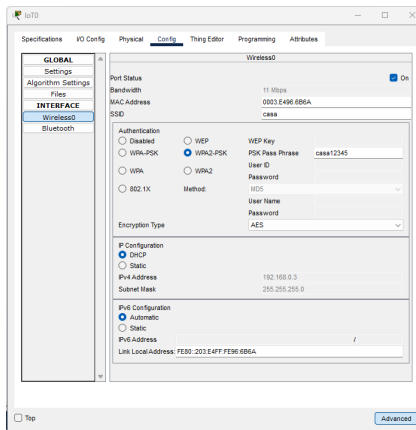 IoT0
Specifications I/O Config Physical Config Thing Editor Programming Attributes
GLOBAL
Settings
Algorithm Settings
Files
INTERFACE
Wireless0
Bluetooth
Wireless0
Port Status On
Bandwidth 11 Mbps
MAC Address 0003.E496.6B6A
SSID casa
Authentication
Disabled WEP WEP Key
WPA-PSK WPA2-PSK PSK Pass Phrase casa12345
User ID
WPA WPA2 Password
802.1X Method: MD5
User Name
Password
Encryption Type AES
IP Configuration
DHCP
Static
IPv4 Address 192.168.0.3
Subnet Mask 255.255.255.0
IPv6 Configuration
Automatic
Static
IPv6 Address /
Link Local Address: FE80::203:E4FF:FE96:6B6A
Top Advanced